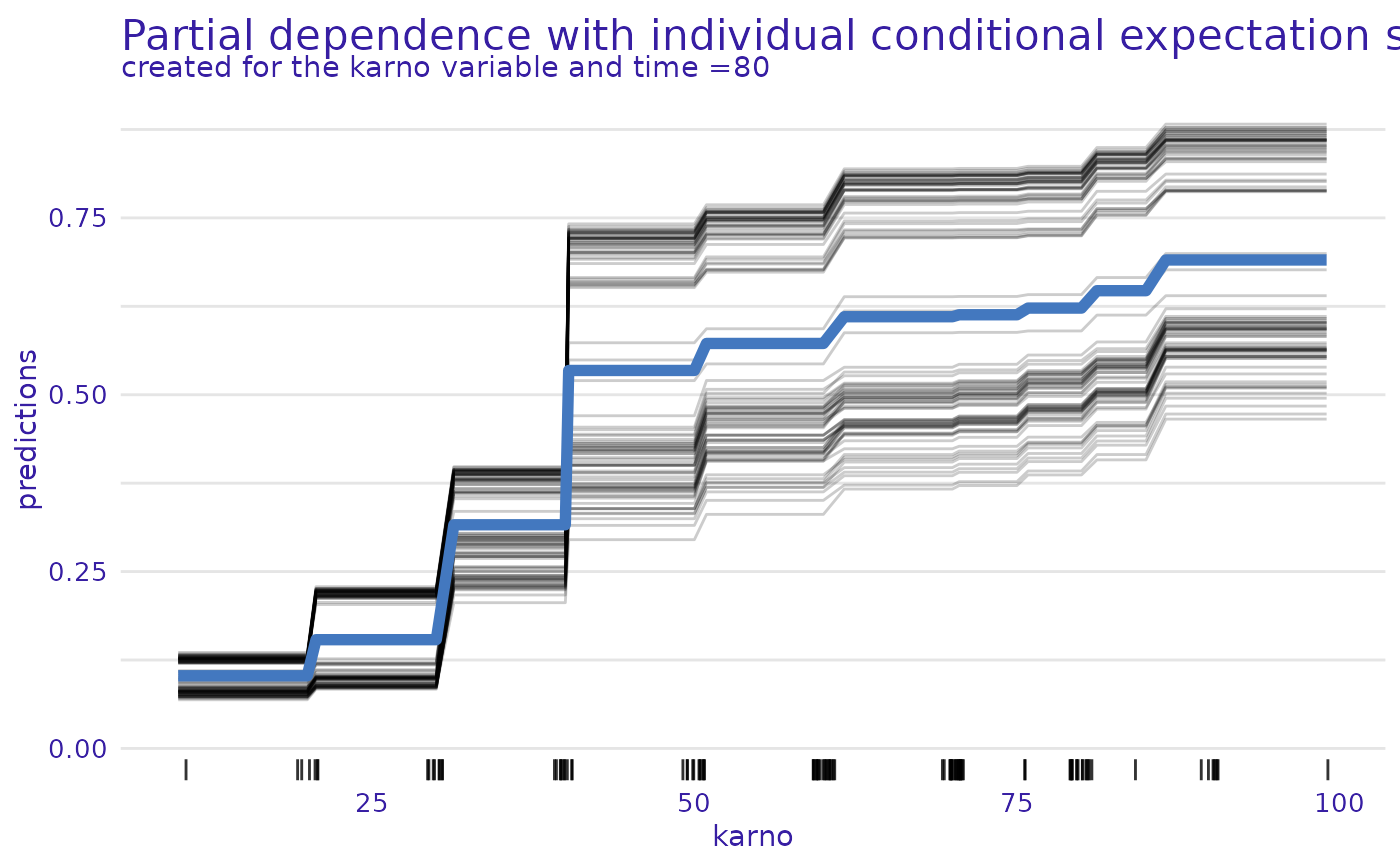 Partial dependence with individual conditional expectation s
created for the karno variable and time =80
predictions
0.75
0.50
0.25
0.00
25 50 75 100
karno